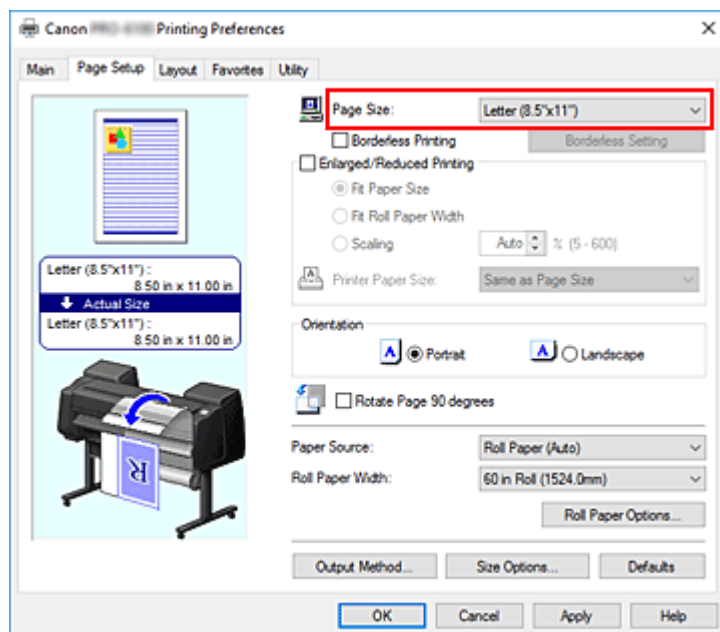 Canon Printing Preferences
Main Page Setup Layout Favorites Utility
Page Size: Letter (8.5"x11")
Borderless Printing Borderless Setting
Enlarged/Reduced Printing
Fit Paper Size
Fit Roll Paper Width
Scaling Auto % (5 - 600)
Printer Paper Size: Same as Page Size
Letter (8.5"x11") :
8.50 in x 11.00 in
Actual Size
Letter (8.5"x11") :
8.50 in x 11.00 in
Orientation
A Portrait A Landscape
Rotate Page 90 degrees
R
Paper Source: Roll Paper (Auto)
Roll Paper Width: 60 in Roll (1524.0mm)
Roll Paper Options...
Output Method... Size Options... Defaults
OK Cancel Apply Help